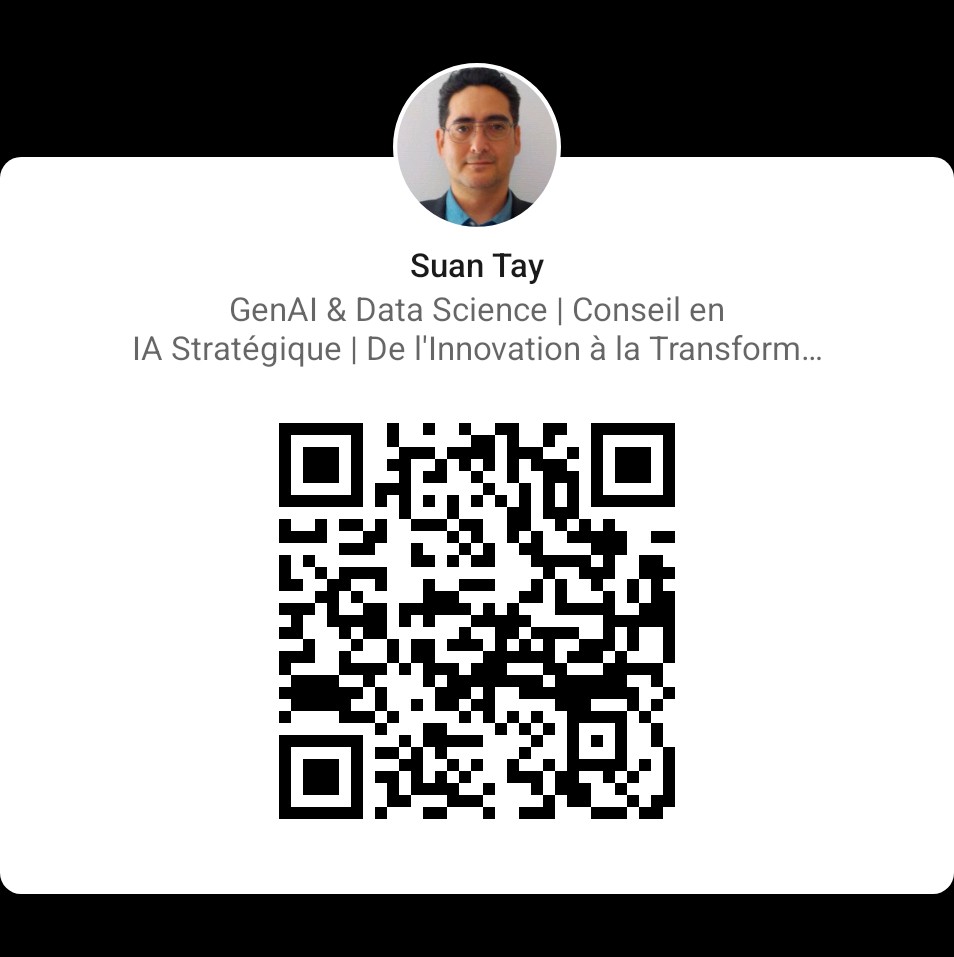 Suan Tay
GenAI & Data Science | Conseil en
IA Stratégique | De l'Innovation à la Transform…